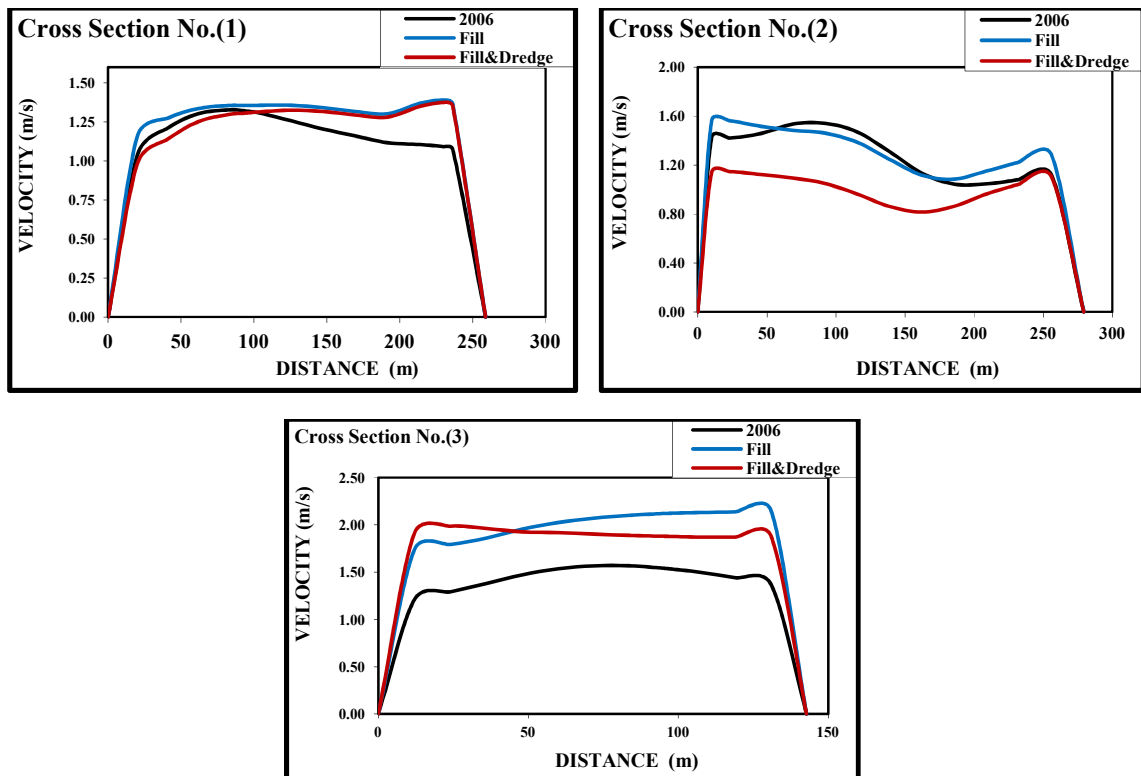 Cross Section No.(1)
2006
Fill
Fill&Dredge
VELOCITY (m/s)
1.50
1.25
1.00
0.75
0.50
0.25
0.00
0 50 100 150 200 250 300
DISTANCE (m)
Cross Section No.(2)
2006
Fill
Fill&Dredge
VELOCITY (m/s)
2.00
1.60
1.20
0.80
0.40
0.00
0 50 100 150 200 250 300
DISTANCE (m)
Cross Section No.(3)
2006
Fill
Fill&Dredge
VELOCITY (m/s)
2.50
2.00
1.50
1.00
0.50
0.00
0 50 100 150
DISTANCE (m)